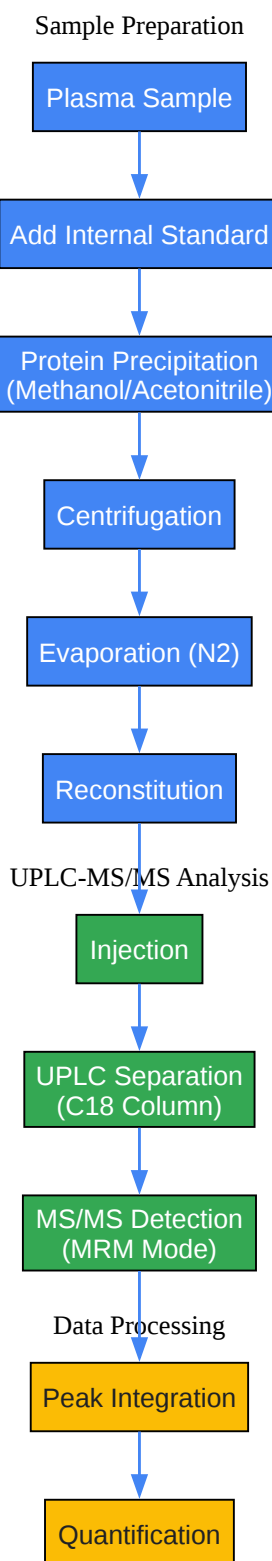 Sample Preparation
Plasma Sample
Add Internal Standard
Protein Precipitation
(Methanol/Acetonitrile)
Centrifugation
Evaporation (N2)
Reconstitution
UPLC-MS/MS Analysis
Injection
UPLC Separation
(C18 Column)
MS/MS Detection
(MRM Mode)
Data Processing
Peak Integration
Quantification